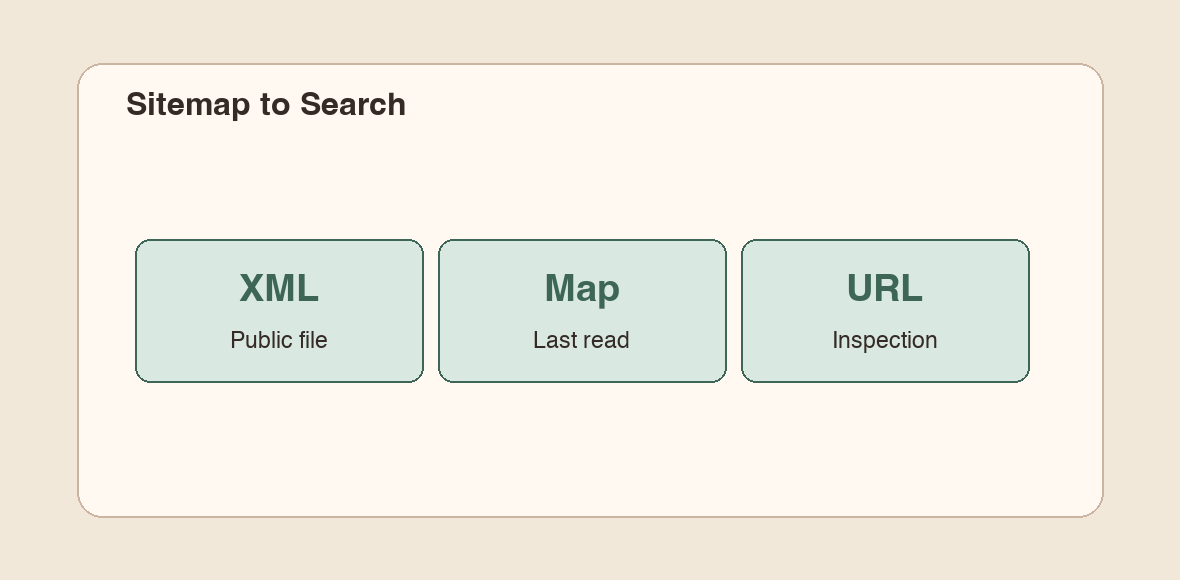 Sitemap to Search
XML
Public file
Map
Last read
URL
Inspection